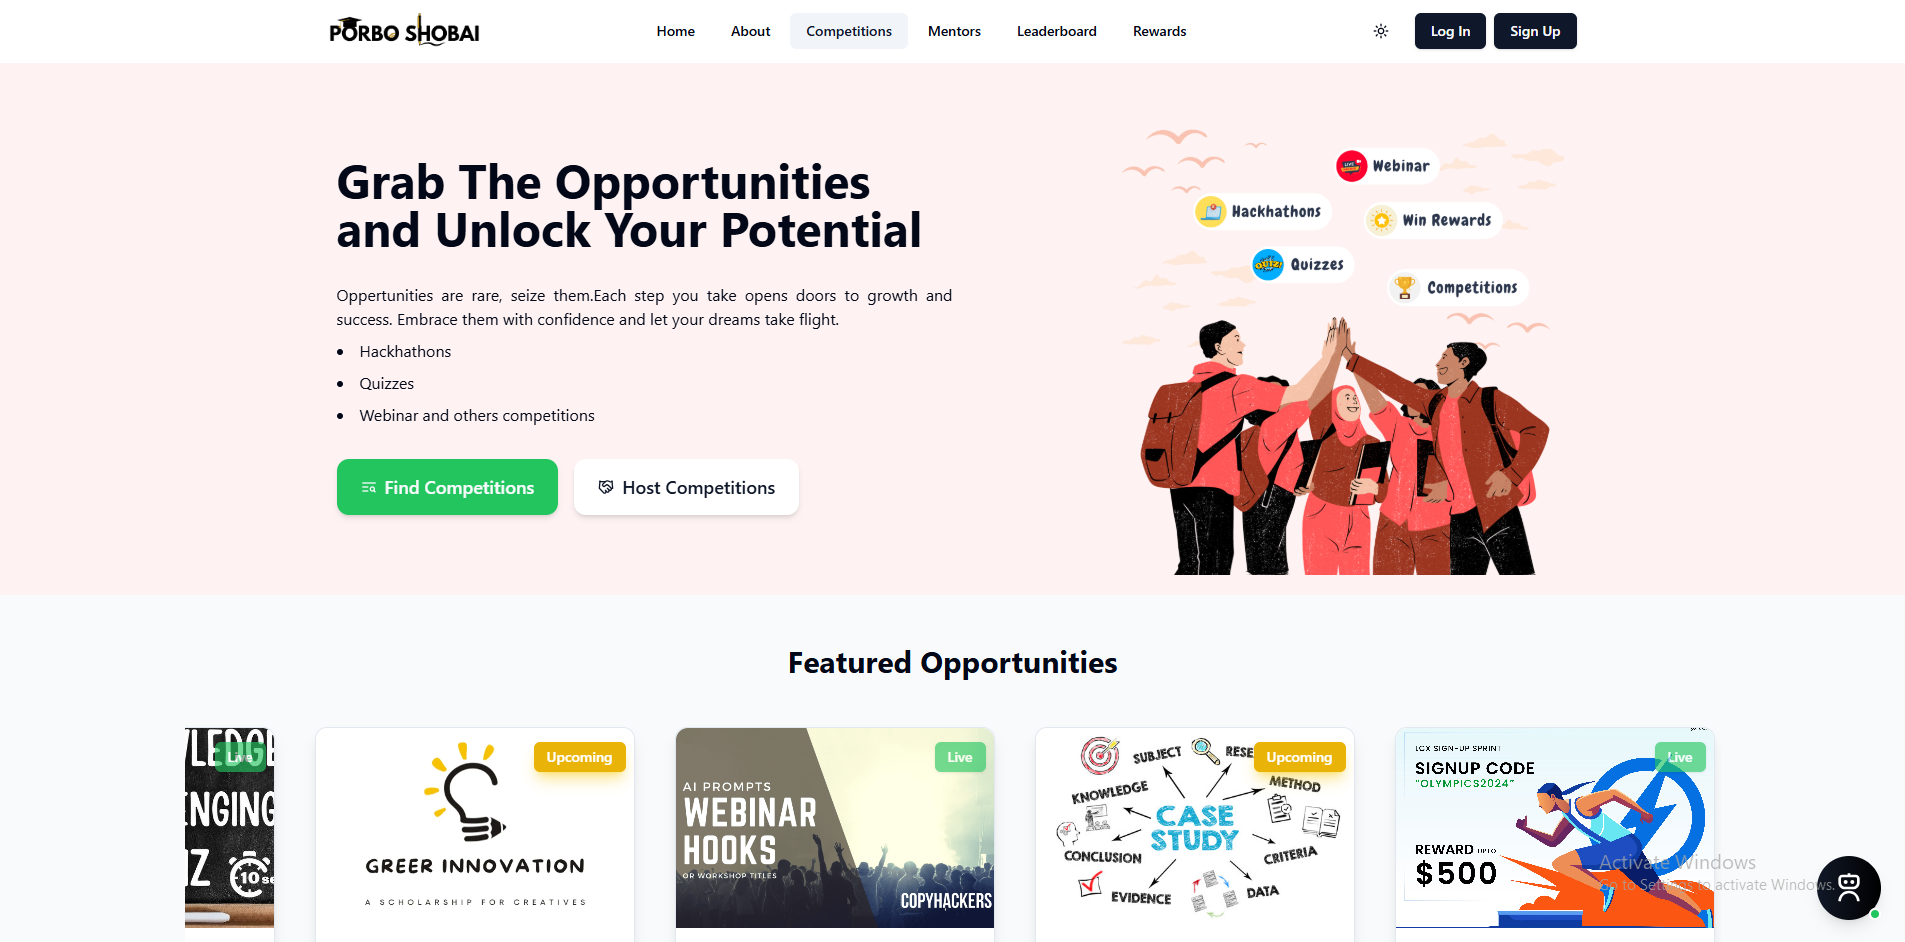 PORBO SHOBAI
Home
About
Competitions
Mentors
Leaderboard
Rewards
Log In
Sign Up
Grab The Opportunities
and Unlock Your Potential
Oppertunities are rare, seize them.Each step you take opens doors to growth and
success. Embrace them with confidence and let your dreams take flight.
• Hackhathons
• Quizzes
• Webinar and others competitions
Find Competitions
Host Competitions
Webinar
Hackhathons
Win Rewards
QUIZ!
Quizzes
Competitions
Featured Opportunities
Live
10
Upcoming
GREER INNOVATION
A SCHOLARSHIP FOR CREATIVES
Live
AI PROMPTS
WEBINAR
HOOKS
OR WORKSHOP TITLES
COPYHACKERS
Upcoming
SUBJECT
KNOWLEDGE
METHOD
CASE
STUDY
CONCLUSION
CRITERIA
EVIDENCE
DATA
Live
LCX SIGN-UP SPRINT
SIGNUP CODE
"OLYMPICS2024"
REWARD UPTO
$500
Activate Windows
Go to Settings to activate Windows.